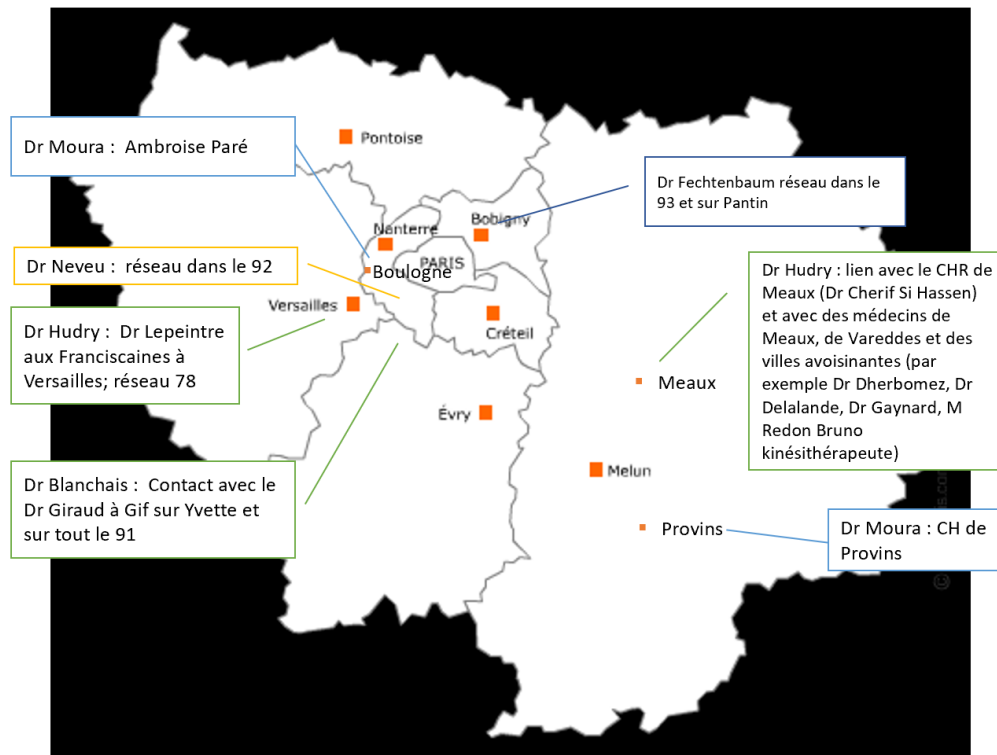 Pontoise
Dr Moura : Ambroise Paré
Dr Fechtenbaum réseau dans le
93 et sur Pantin
Nanterre
Bobigny
PARIS
Boulogne
Dr Neveu : réseau dans le 92
Versailles
Créteil
Dr Hudry : Dr Lepeintre
aux Franciscaines à
Versailles; réseau 78
Dr Hudry : lien avec le CHR de
Meaux (Dr Cherif Si Hassen)
et avec des médecins de
Meaux, de Vareddes et des
villes avoisinantes (par
exemple Dr Dherbomez, Dr
Delalande, Dr Gaynard, M
Redon Bruno
kinésithérapeute)
Meaux
Évry
Melun
Dr Blanchais : Contact avec le
Dr Giraud à Gif sur Yvette et
sur tout le 91
Provins
Dr Moura : CH de
Provins